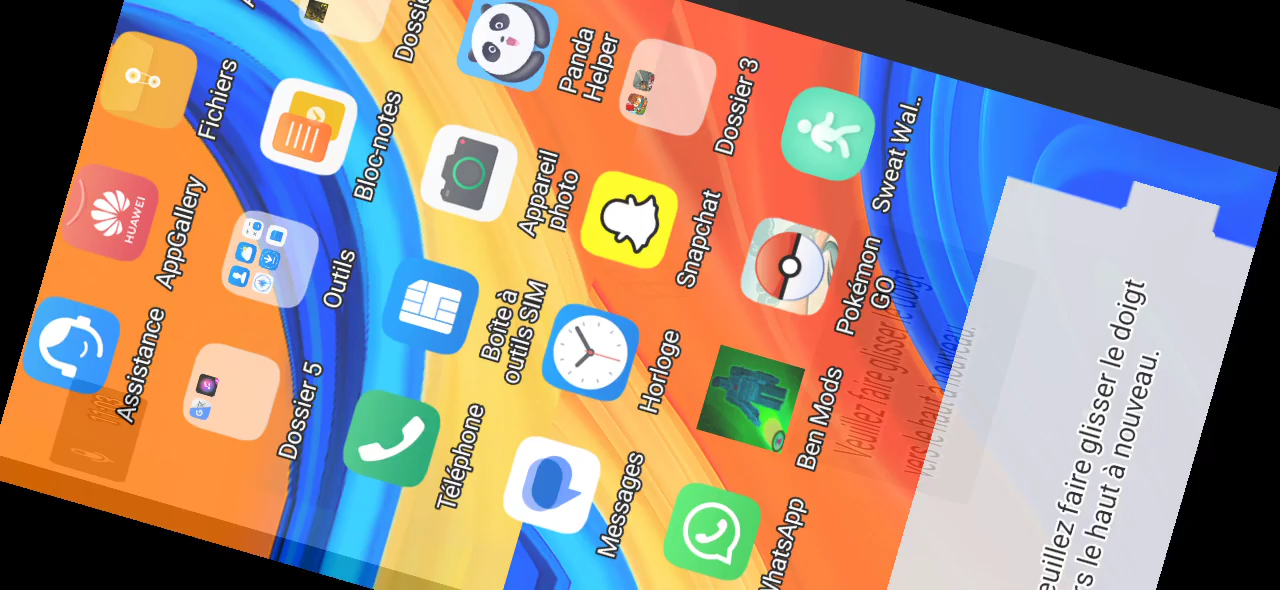 HUAWEI
Assistance
AppGallery
Fichiers
Dossier 5
Outils
Bloc-notes
Téléphone
Boîte à
outils SIM
Appareil
photo
Panda
Helper
Messages
Horloge
Snapchat
Dossier 3
WhatsApp
Ben Mods
Pokémon
GO
Sweat Wal...
Veuillez faire glisser le doigt
vers le haut à nouveau.
euillez faire glisser le doigt
rs le haut à nouveau.